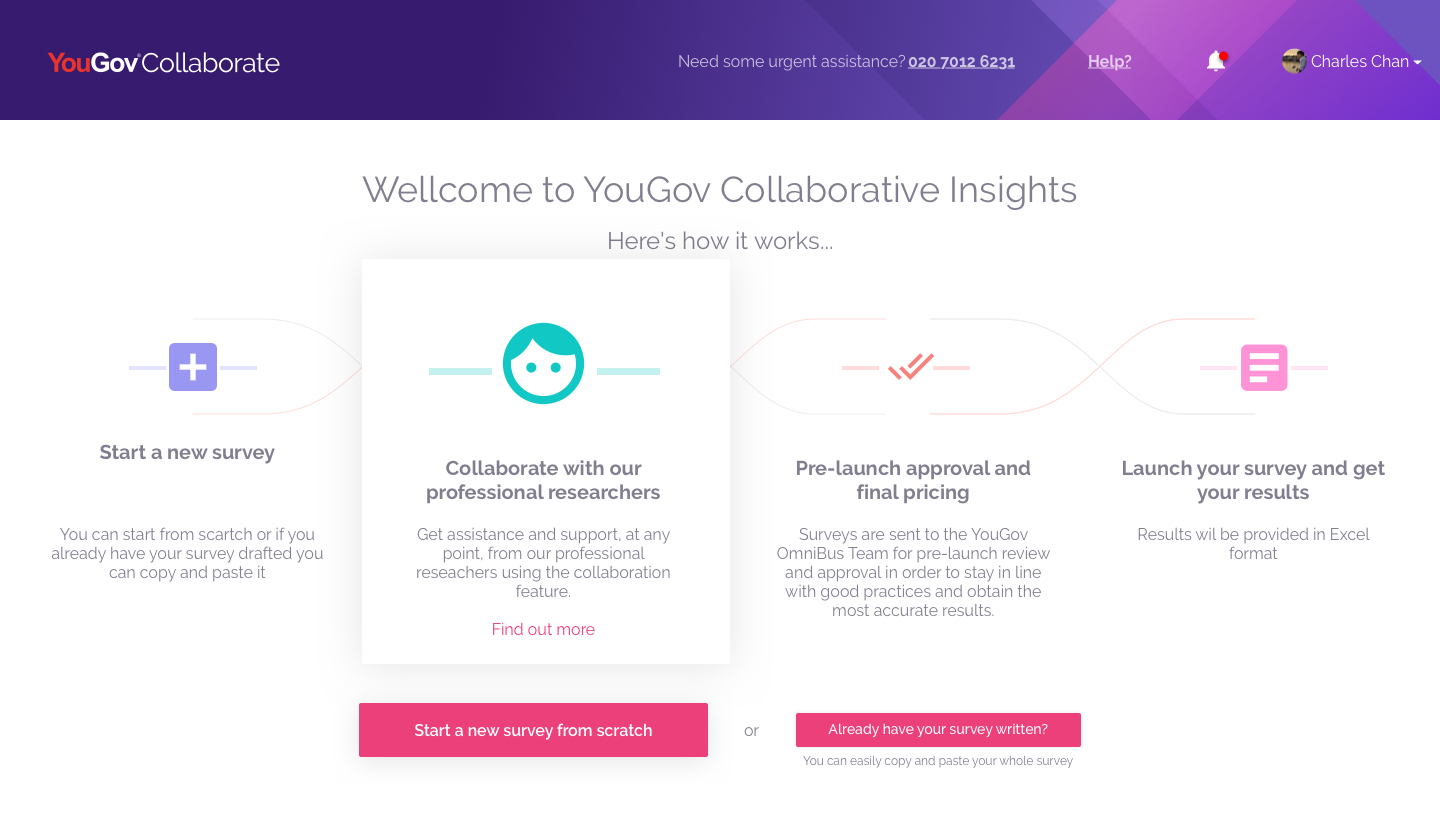 YouGov Collaborate
Need some urgent assistance? 020 7012 6231
Help?
Charles Chan
Wellcome to YouGov Collaborative Insights
Here's how it works...
Start a new survey
You can start from scartch or if you
already have your survey drafted you
can copy and paste it
Collaborate with our
professional researchers
Get assistance and support, at any
point, from our professional
reseachers using the collaboration
feature.
Find out more
Pre-launch approval and
final pricing
Surveys are sent to the YouGov
OmniBus Team for pre-launch review
and approval in order to stay in line
with good practices and obtain the
most accurate results.
Launch your survey and get
your results
Results wil be provided in Excel
format
Start a new survey from scratch
or
Already have your survey written?
You can easily copy and paste your whole survey